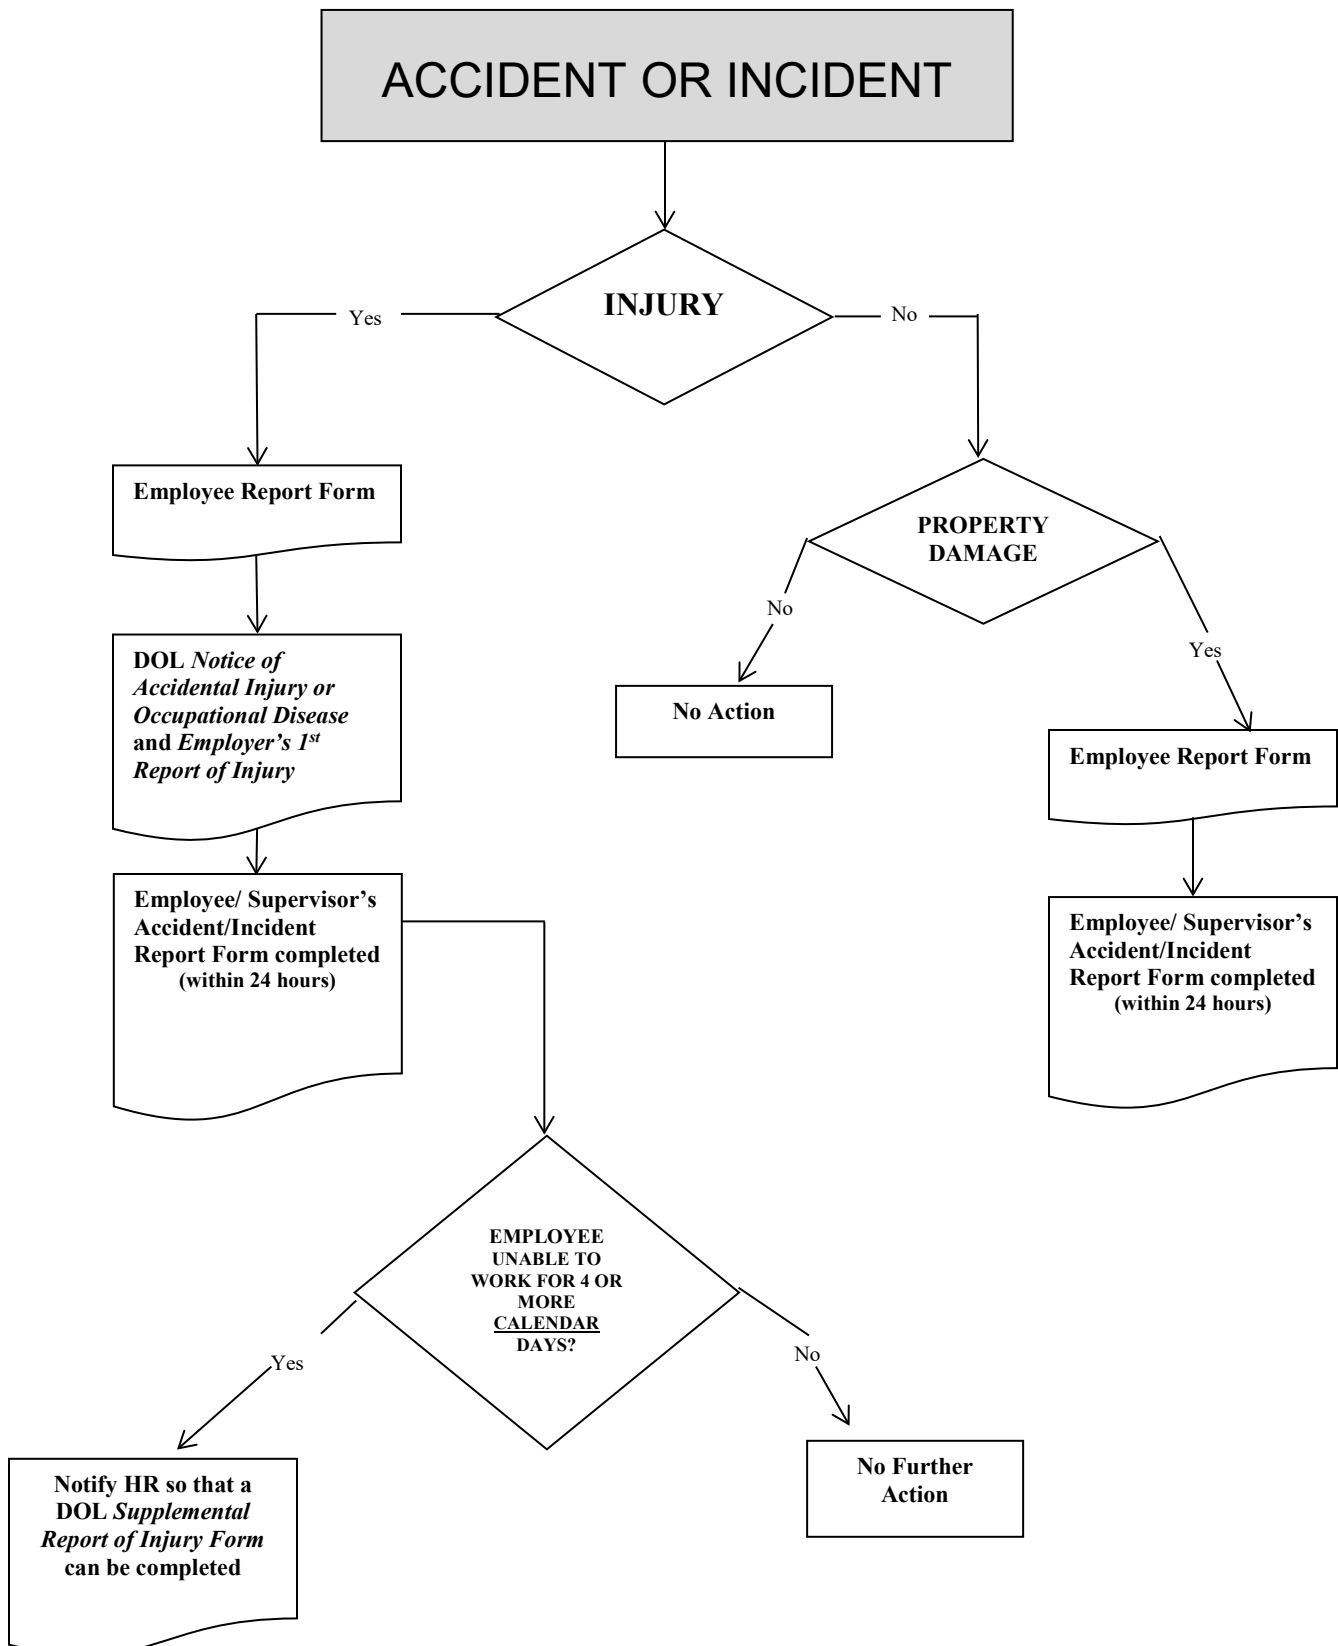 ACCIDENT OR INCIDENT
INJURY
Yes
No
Employee Report Form
PROPERTY
DAMAGE
No
Yes
DOL Notice of
Accidental Injury or
Occupational Disease
and Employer’s 1st
Report of Injury
No Action
Employee Report Form
Employee/ Supervisor’s
Accident/Incident
Report Form completed
(within 24 hours)
Employee/ Supervisor’s
Accident/Incident
Report Form completed
(within 24 hours)
EMPLOYEE
UNABLE TO
WORK FOR 4 OR
MORE
CALENDAR
DAYS?
Yes
No
Notify HR so that a
DOL Supplemental
Report of Injury Form
can be completed
No Further
Action